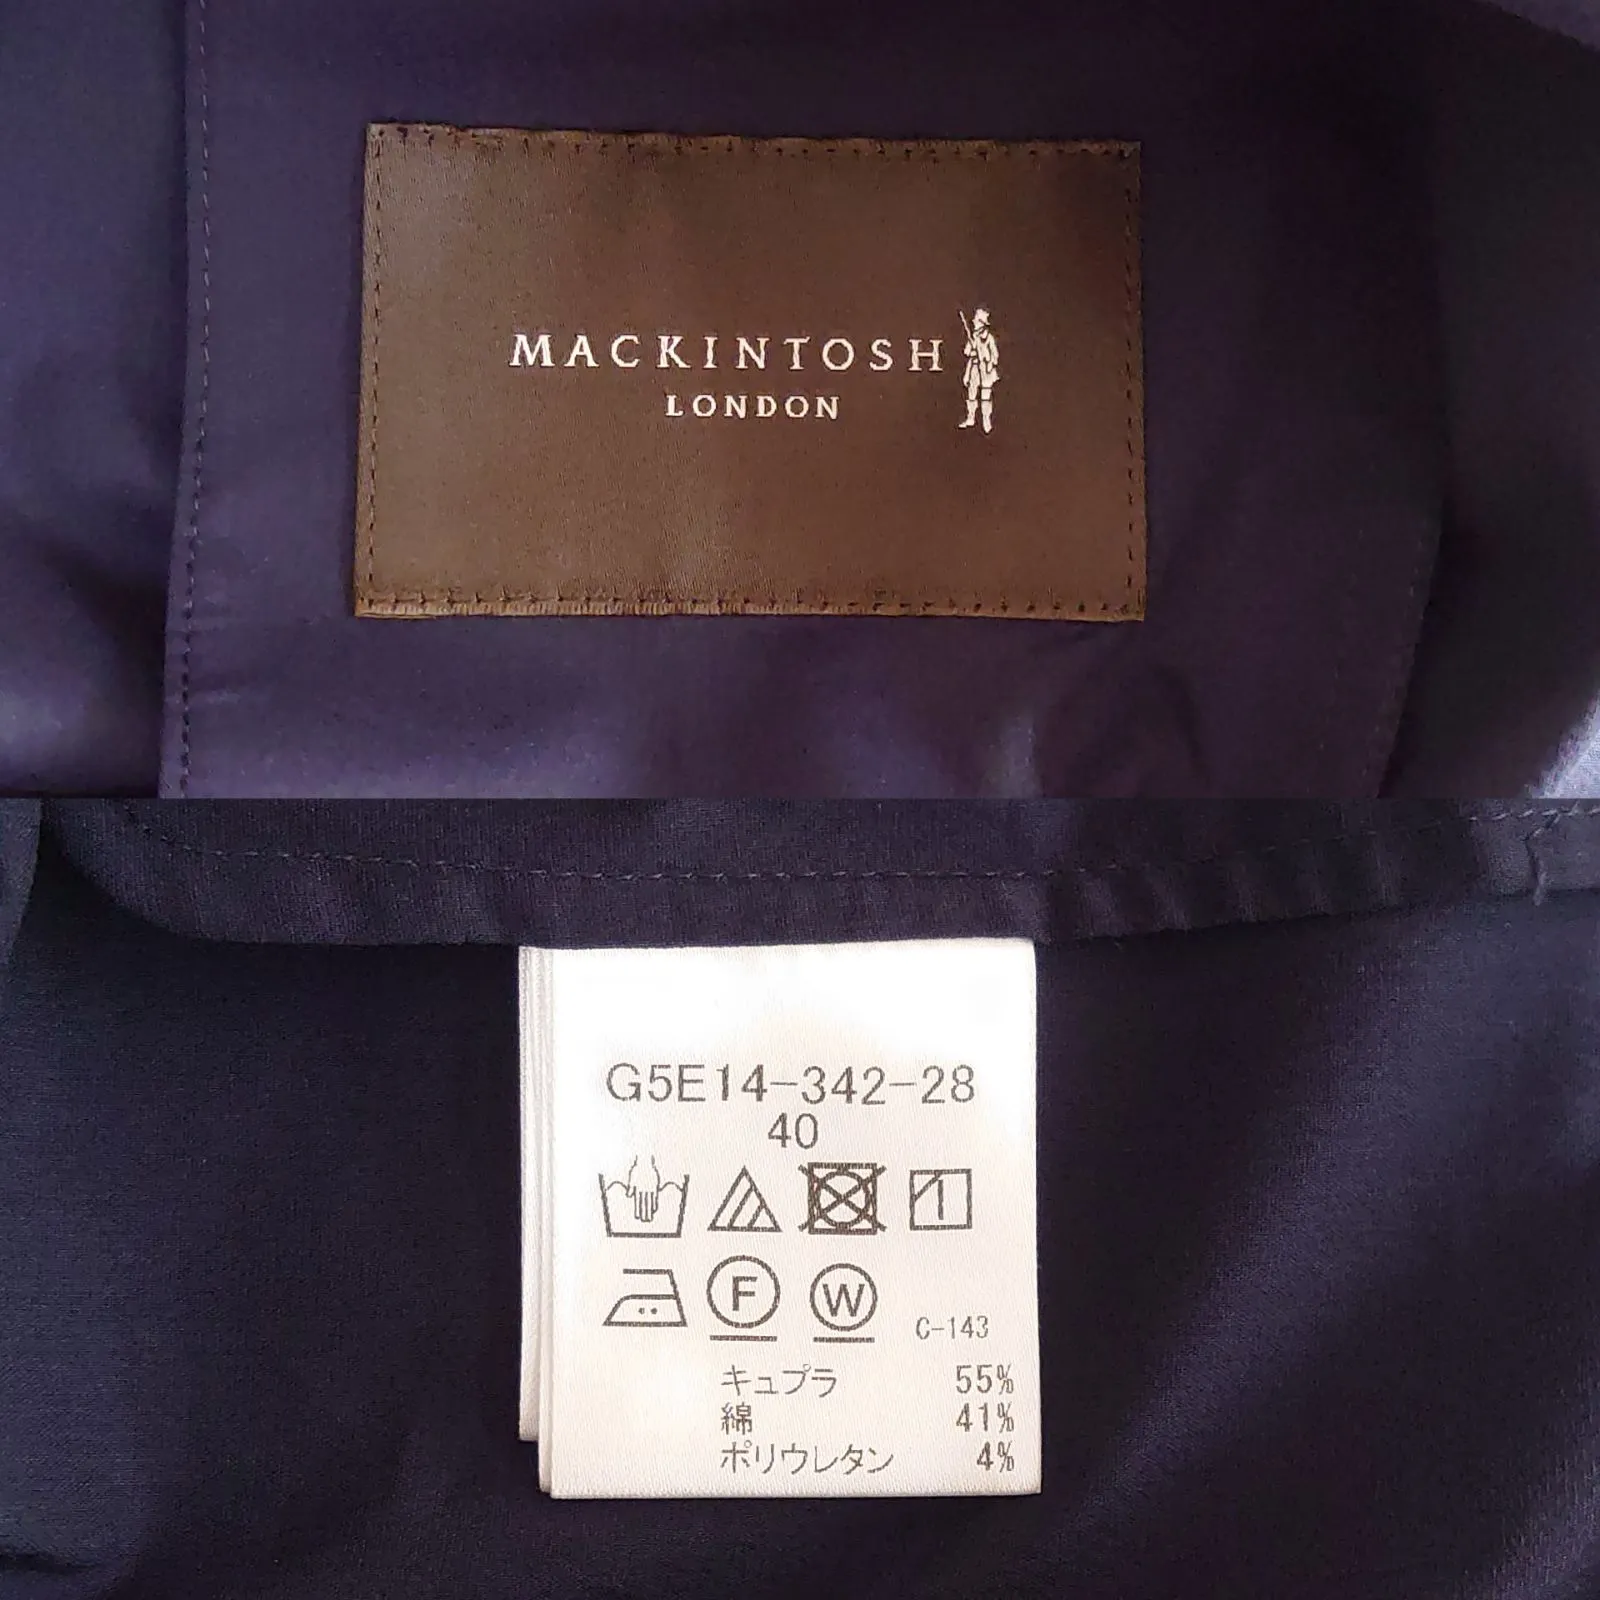 MACKINTOSH
LONDON
G5E14-342-28
40
F W C-143
キュプラ 55%
綿 41%
ポリウレタン 4%